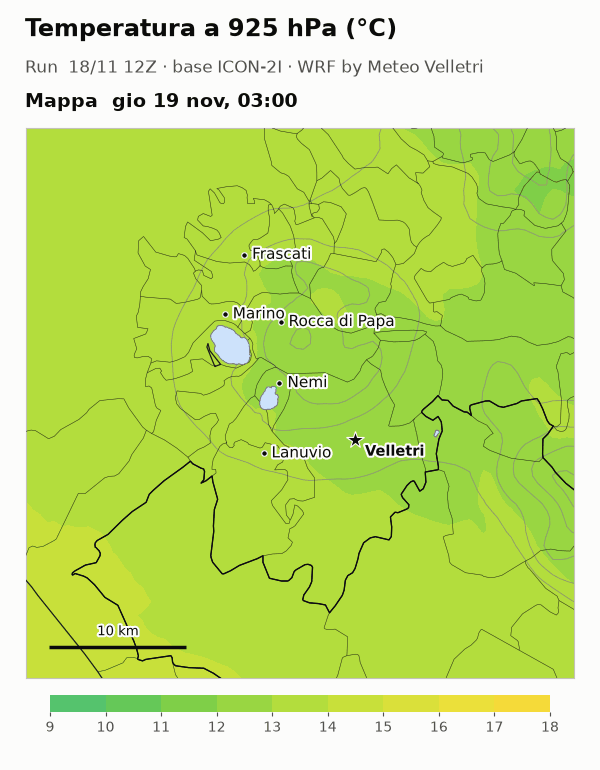 Temperatura a 925 hPa (°C)
Run  18/11 12Z · base ICON-2I · WRF by Meteo Velletri
Mappa  gio 19 nov, 03:00
Frascati
Marino
Rocca di Papa
Nemi
Velletri
Lanuvio
10 km
9 10 11 12 13 14 15 16 17 18